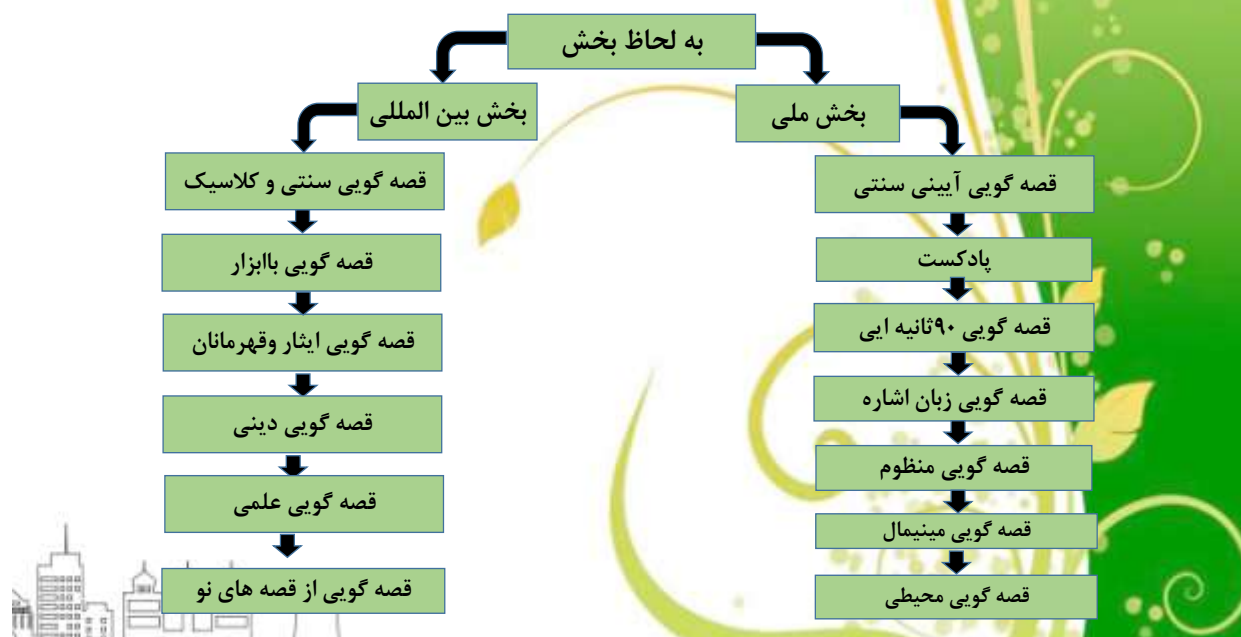 به لحاظ بخش
بخش ملی
قصه گویی آیینی سنتی
پادکست
قصه گویی ۹۰ثانیه ایی
قصه گویی زبان اشاره
قصه گویی منظوم
قصه گویی مینیمال
قصه گویی محیطی
بخش بین المللی
قصه گویی سنتی و کلاسیک
قصه گویی باابزار
قصه گویی ایثار وقهرمانان
قصه گویی دینی
قصه گویی علمی
قصه گویی از قصه های نو